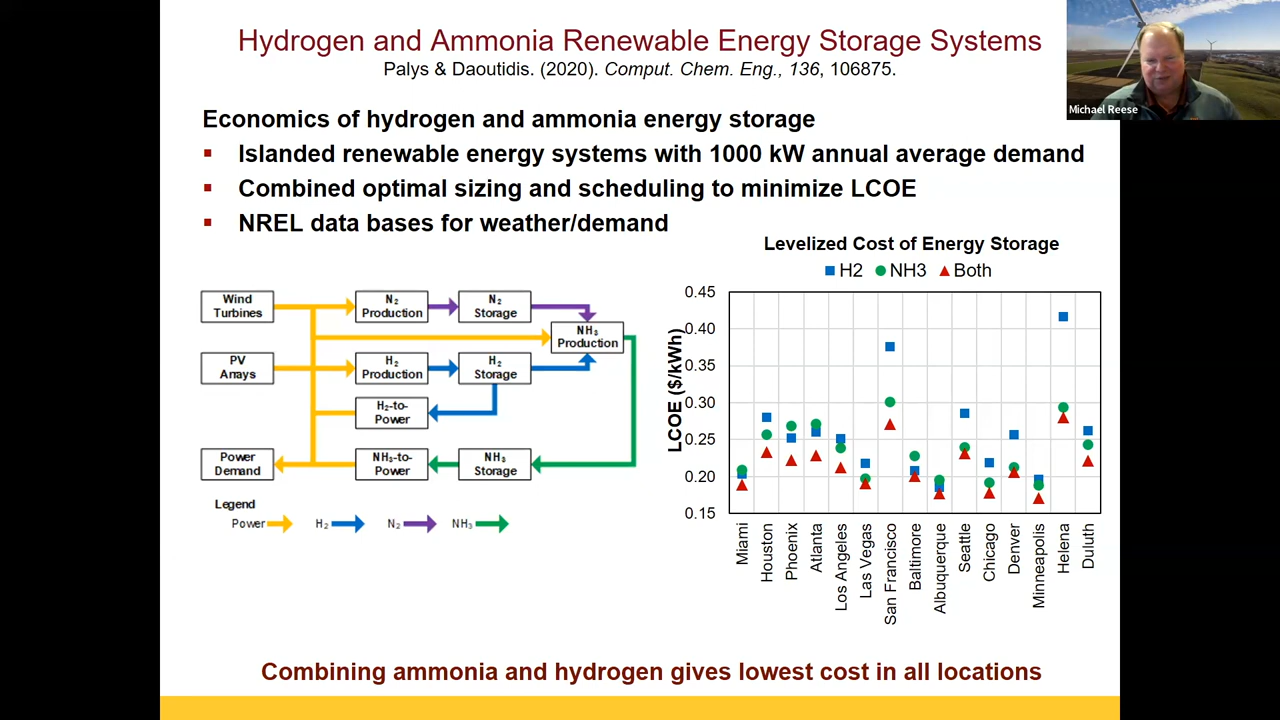 Hydrogen and Ammonia Renewable Energy Storage Systems
Palys & Daoutidis. (2020). Comput. Chem. Eng., 136, 106875.
Michael Reese
Economics of hydrogen and ammonia energy storage
▪ Islanded renewable energy systems with 1000 kW annual average demand
▪ Combined optimal sizing and scheduling to minimize LCOE
▪ NREL data bases for weather/demand
Wind
Turbines
N₂
Production
N₂
Storage
NH₃
Production
PV
Arrays
H₂
Production
H₂
Storage
H₂-to-
Power
Power
Demand
NH₃-to-
Power
NH₃
Storage
Legend
Power
H₂
N₂
NH₃
Levelized Cost of Energy Storage
H2 NH3 Both
LCOE ($/kWh)
0.45
0.40
0.35
0.30
0.25
0.20
0.15
Miami
Houston
Phoenix
Atlanta
Los Angeles
Las Vegas
San Francisco
Baltimore
Albuquerque
Seattle
Chicago
Denver
Minneapolis
Helena
Duluth
Combining ammonia and hydrogen gives lowest cost in all locations